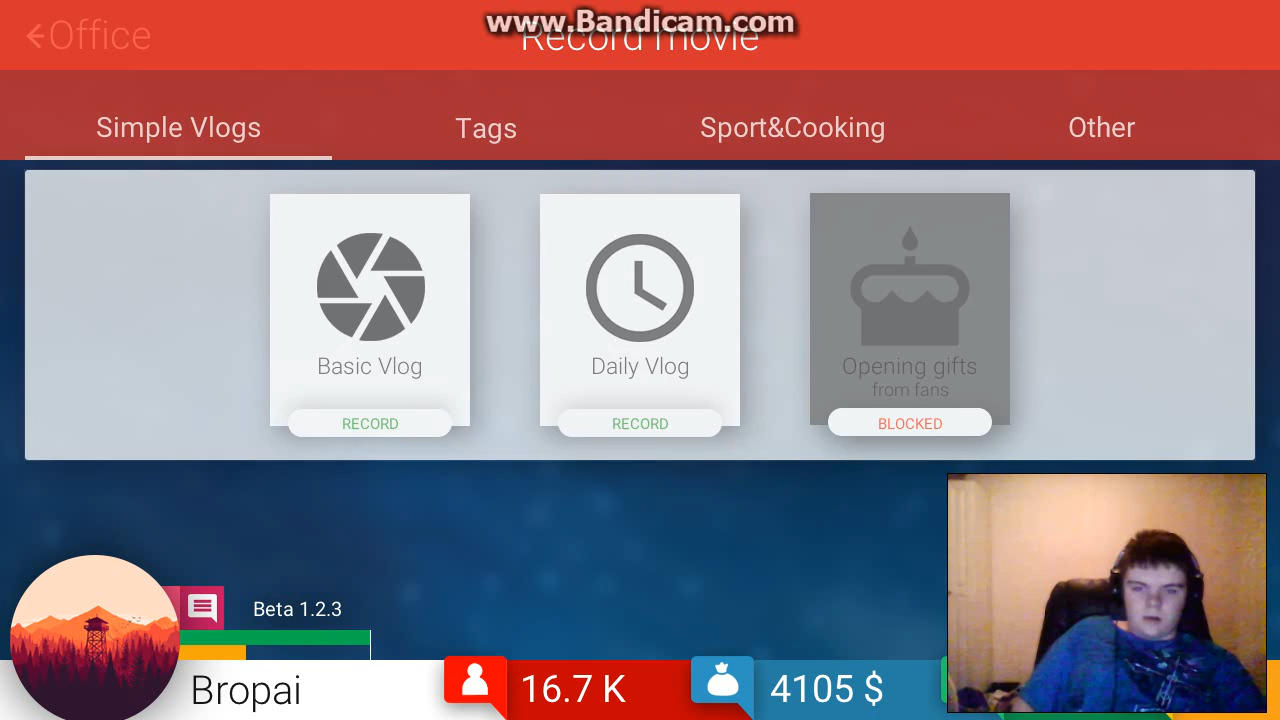 www.Bandicam.com
Office
Record movie
Simple Vlogs
Tags
Sport&Cooking
Other
Basic Vlog
Daily Vlog
Opening gifts
from fans
RECORD
RECORD
BLOCKED
Beta 1.2.3
Bropai
16.7 K
4105 $